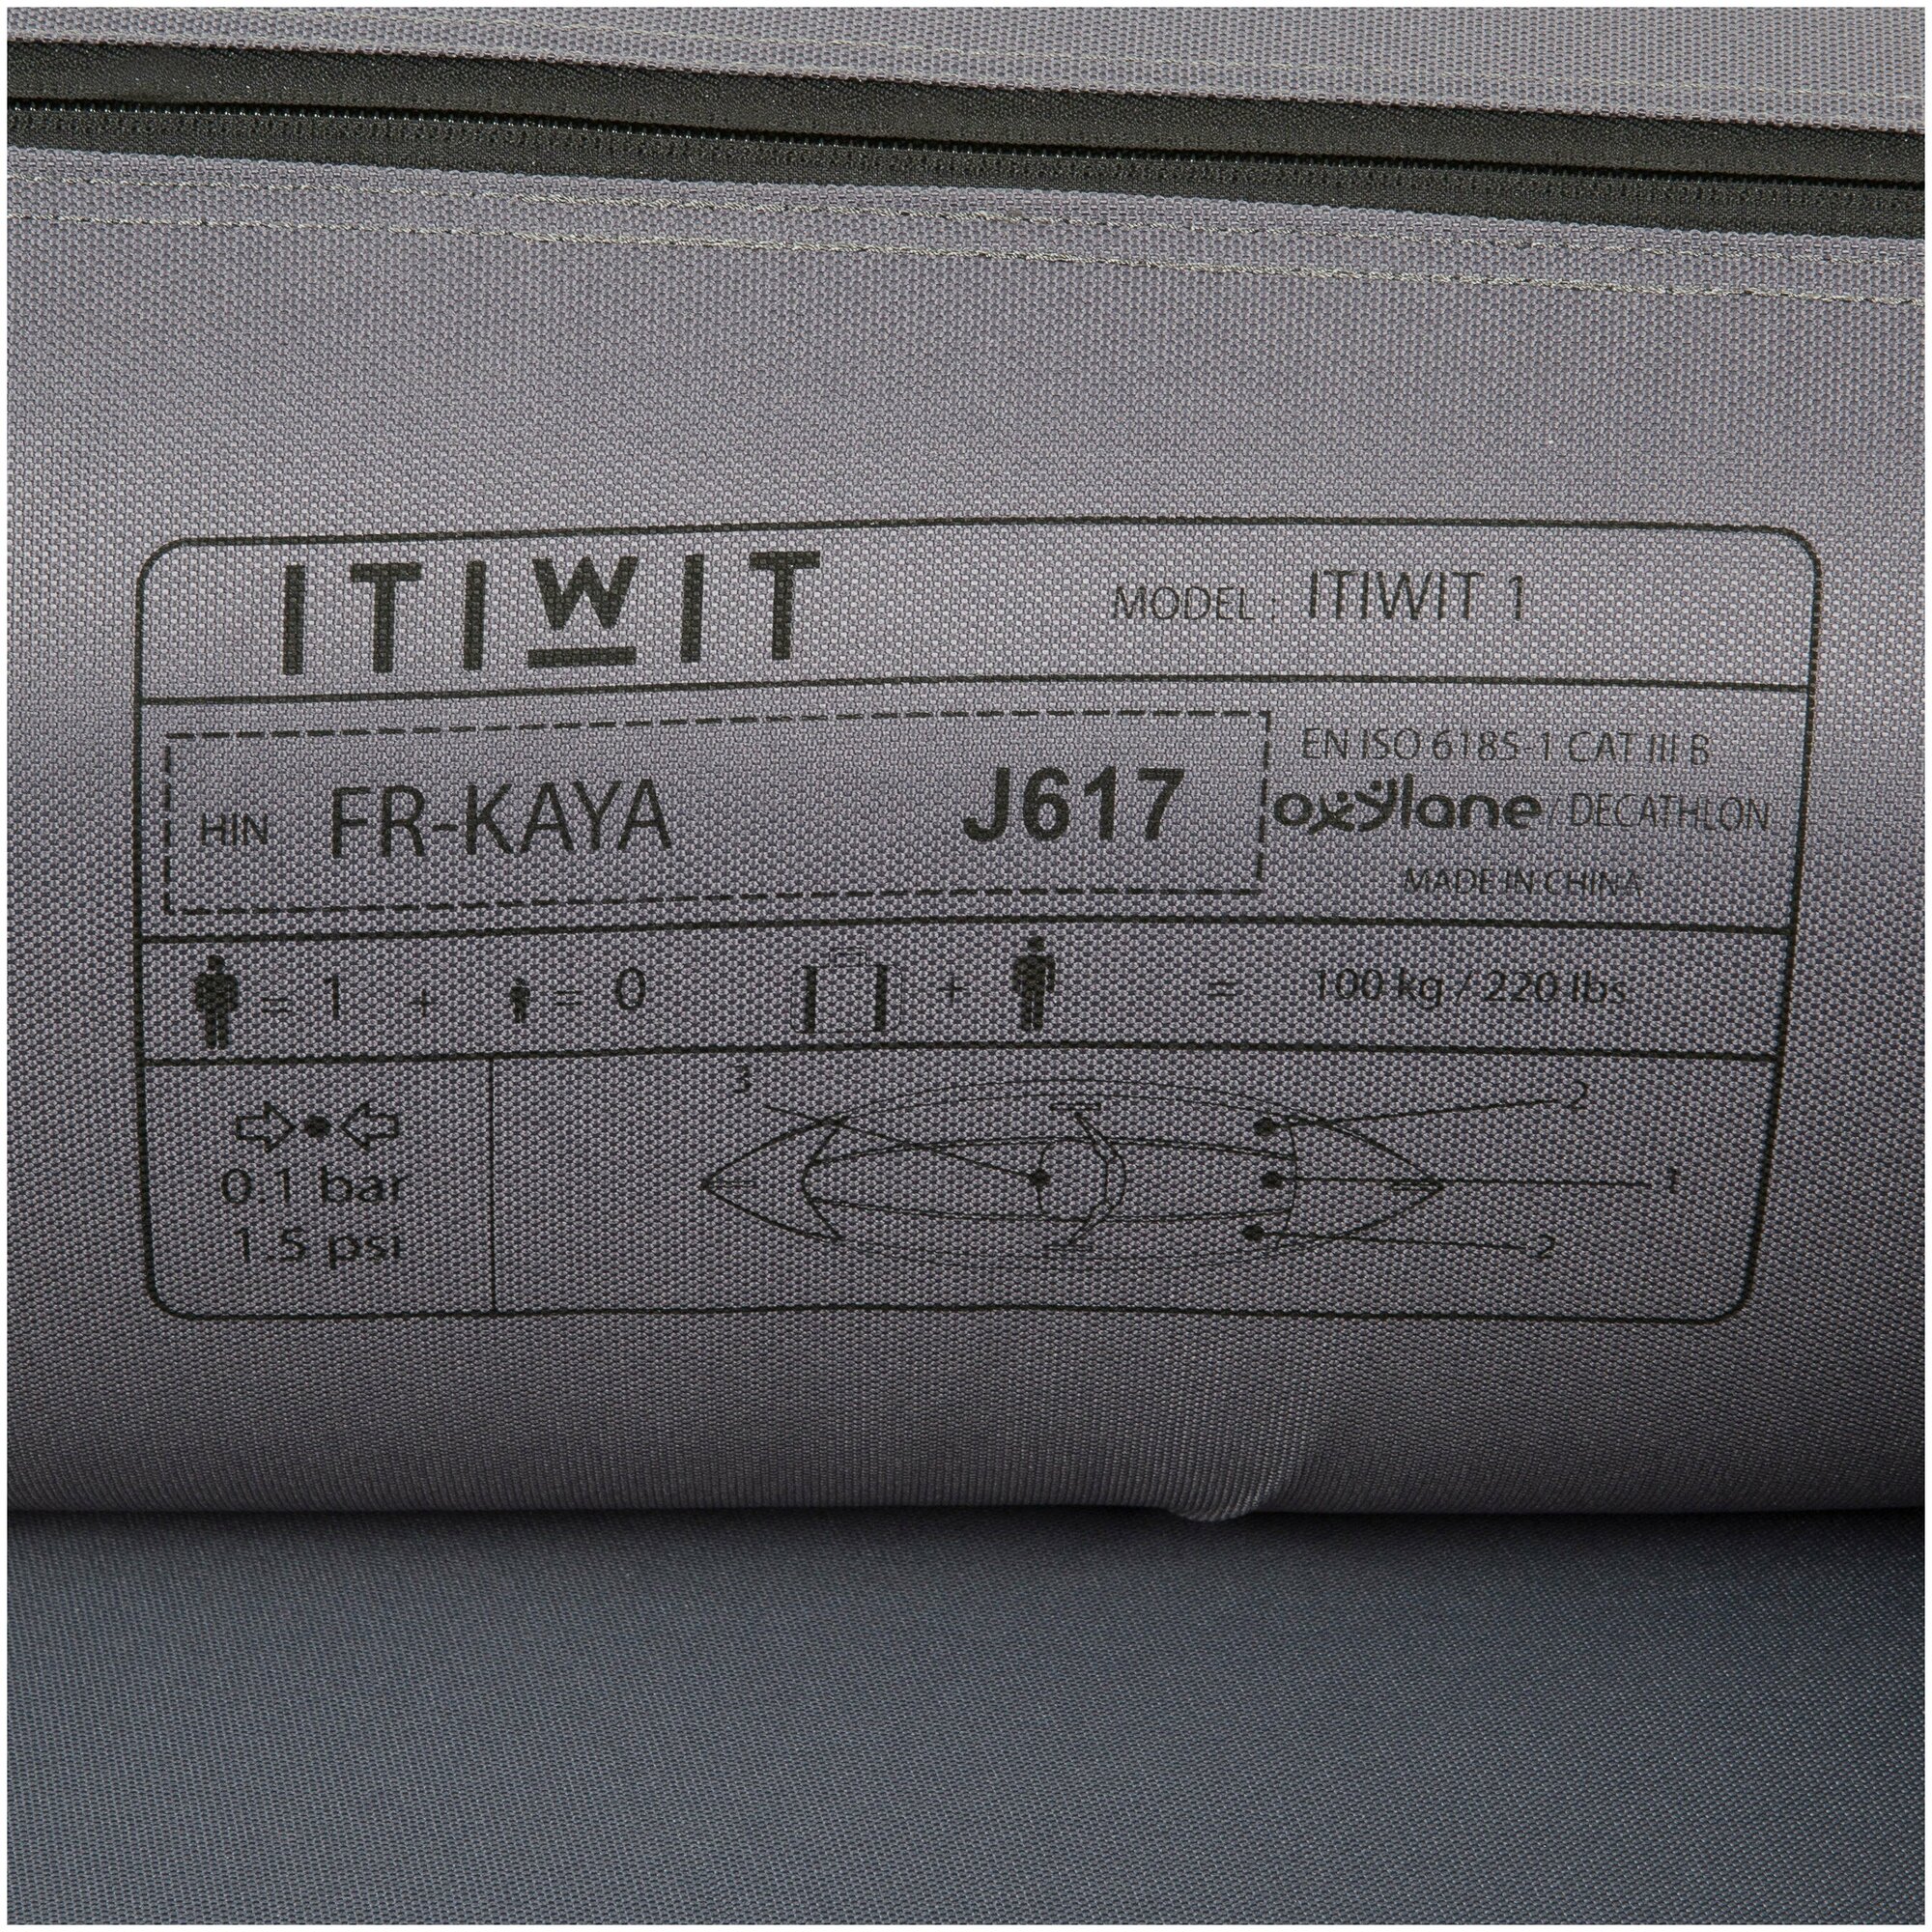 ITIWIT MODEL : ITIWIT 1
EN ISO 6185-1 CAT III B
HIN FR-KAYA J617 oxylane / DECATHLON
MADE IN CHINA
= 1 + = 0 + = 100 kg / 220 lbs
3 2
0.1 bar 1
1.5 psi 2